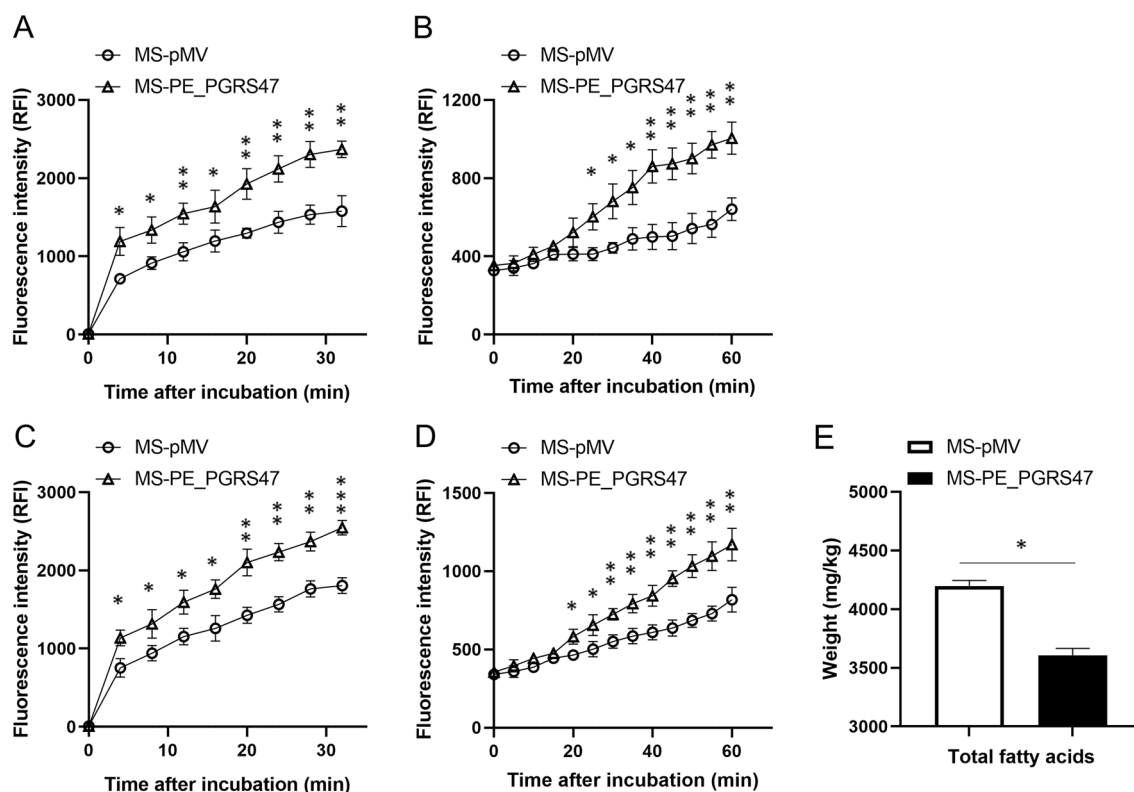 A
MS-pMV
MS-PE_PGRS47
Fluorescence intensity (RFI)
3000
2000
1000
0
* * ** * ** ** ** **
0 10 20 30
Time after incubation (min)
B
MS-pMV
MS-PE_PGRS47
Fluorescence intensity (RFI)
1200
800
400
0
* * * ** ** ** ** **
0 20 40 60
Time after incubation (min)
C
MS-pMV
MS-PE_PGRS47
Fluorescence intensity (RFI)
3000
2000
1000
0
* * * * ** ** ** ***
0 10 20 30
Time after incubation (min)
D
MS-pMV
MS-PE_PGRS47
Fluorescence intensity (RFI)
1500
1000
500
0
* * ** ** ** ** ** ** **
0 20 40 60
Time after incubation (min)
E
MS-pMV
MS-PE_PGRS47
Weight (mg/kg)
5000
4500
4000
3500
3000
*
Total fatty acids